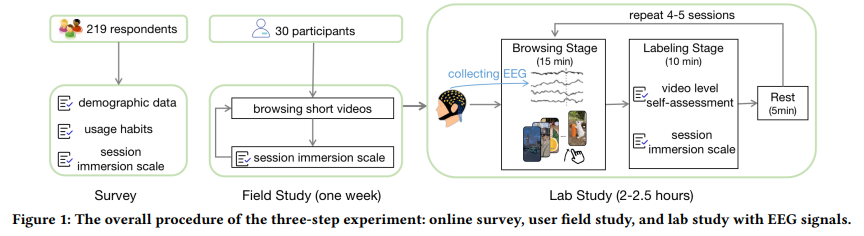 219 respondents
demographic data
usage habits
session
immersion scale
Survey
30 participants
browsing short videos
session immersion scale
Field Study (one week)
repeat 4-5 sessions
collecting EEG
Browsing Stage
(15 min)
Labeling Stage
(10 min)
video level
self-assessment
session
immersion scale
Rest
(5min)
Lab Study (2-2.5 hours)
Figure 1: The overall procedure of the three-step experiment: online survey, user field study, and lab study with EEG signals.